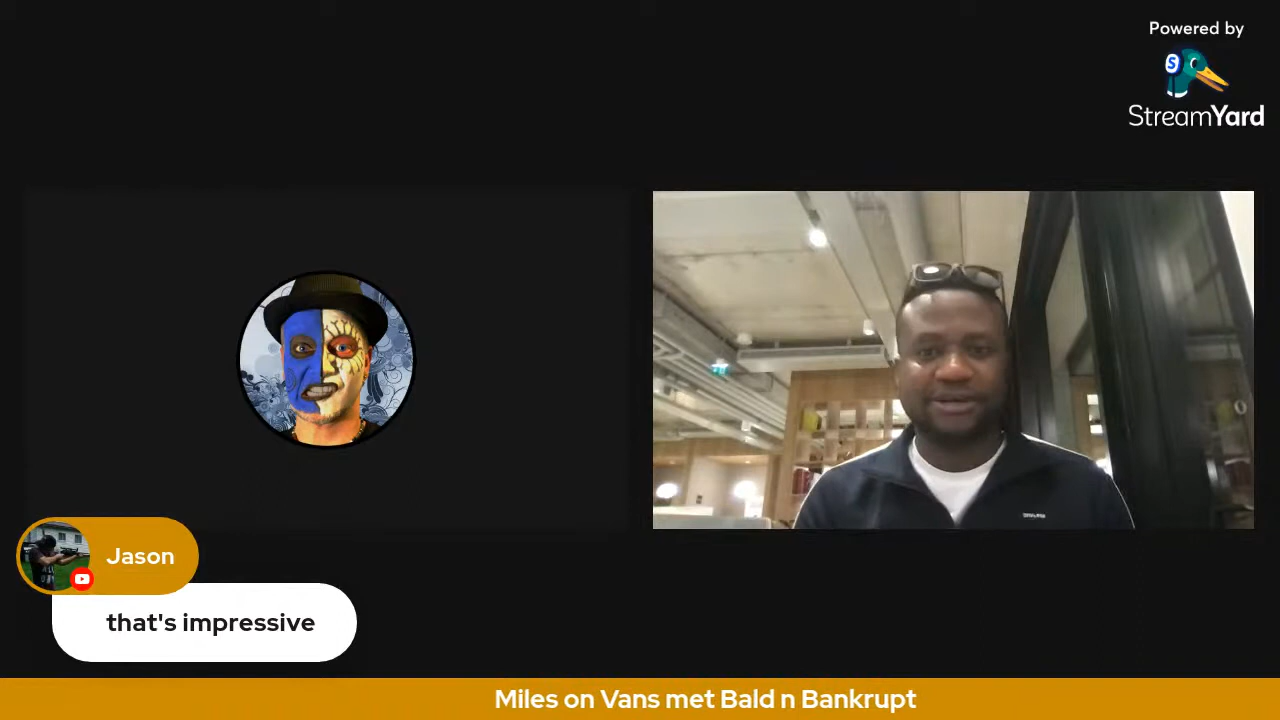 Powered by
S
StreamYard
Jason
that's impressive
Miles on Vans met Bald n Bankrupt